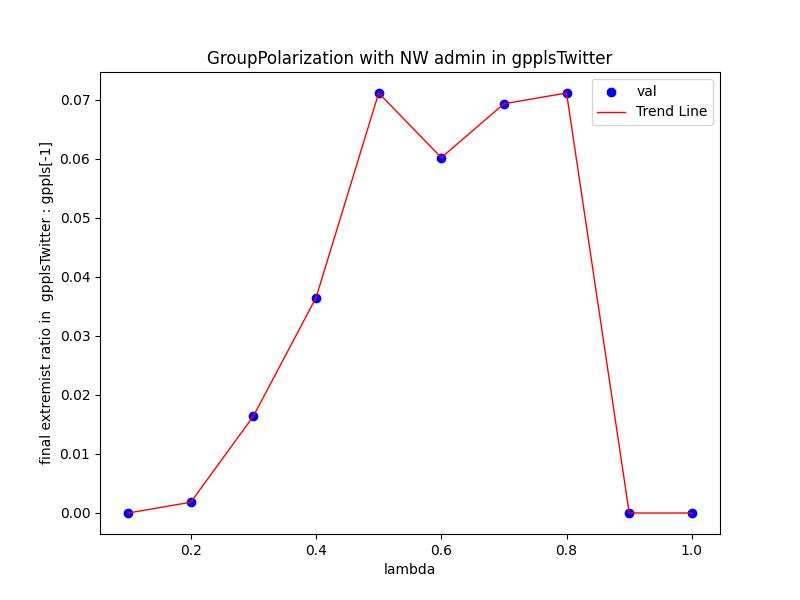 GroupPolarization with NW admin in gpplsTwitter
val
Trend Line
final extremist ratio in  gpplsTwitter : gppls[-1]
0.07
0.06
0.05
0.04
0.03
0.02
0.01
0.00
0.2 0.4 0.6 0.8 1.0
lambda